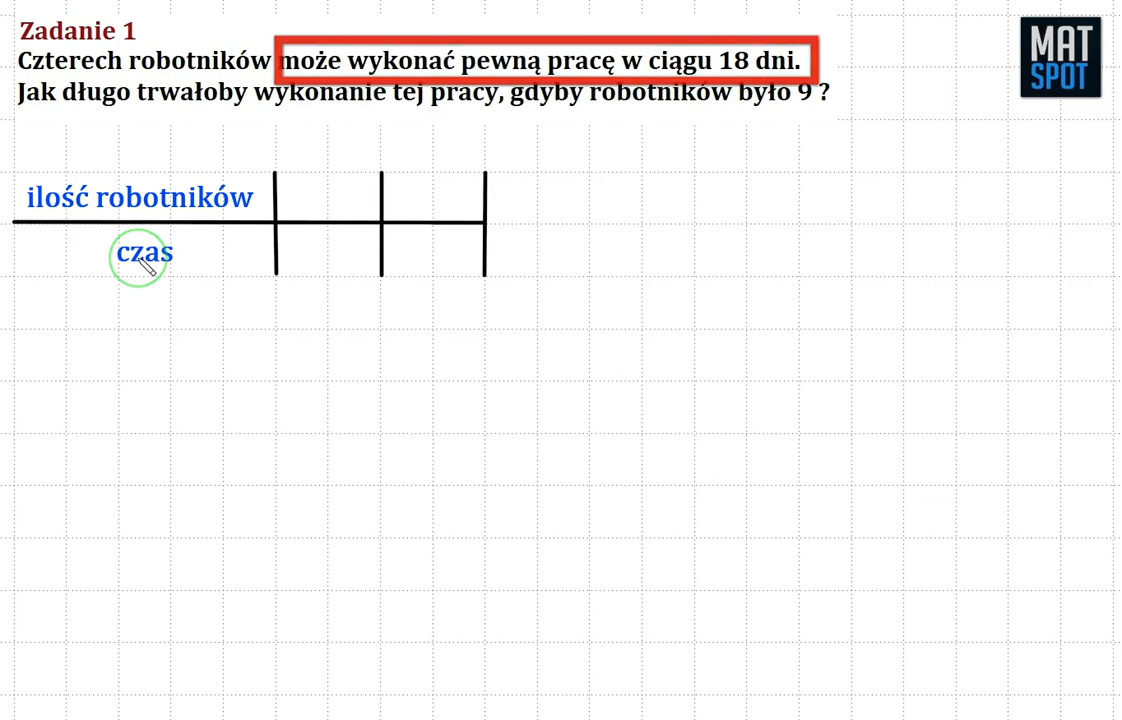 Zadanie 1
Czterech robotników może wykonać pewną pracę w ciągu 18 dni.
Jak długo trwałoby wykonanie tej pracy, gdyby robotników było 9 ?
MAT
SPOT
ilość robotników
czas